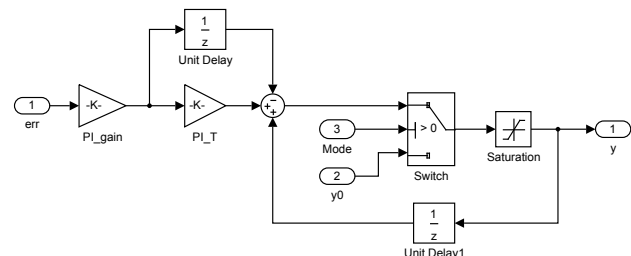 1
z
Unit Delay
1
err
-K-
PI_gain
-K-
PI_T
3
Mode
> 0
2
y0
Switch
Saturation
1
y
1
z
Unit Delay1